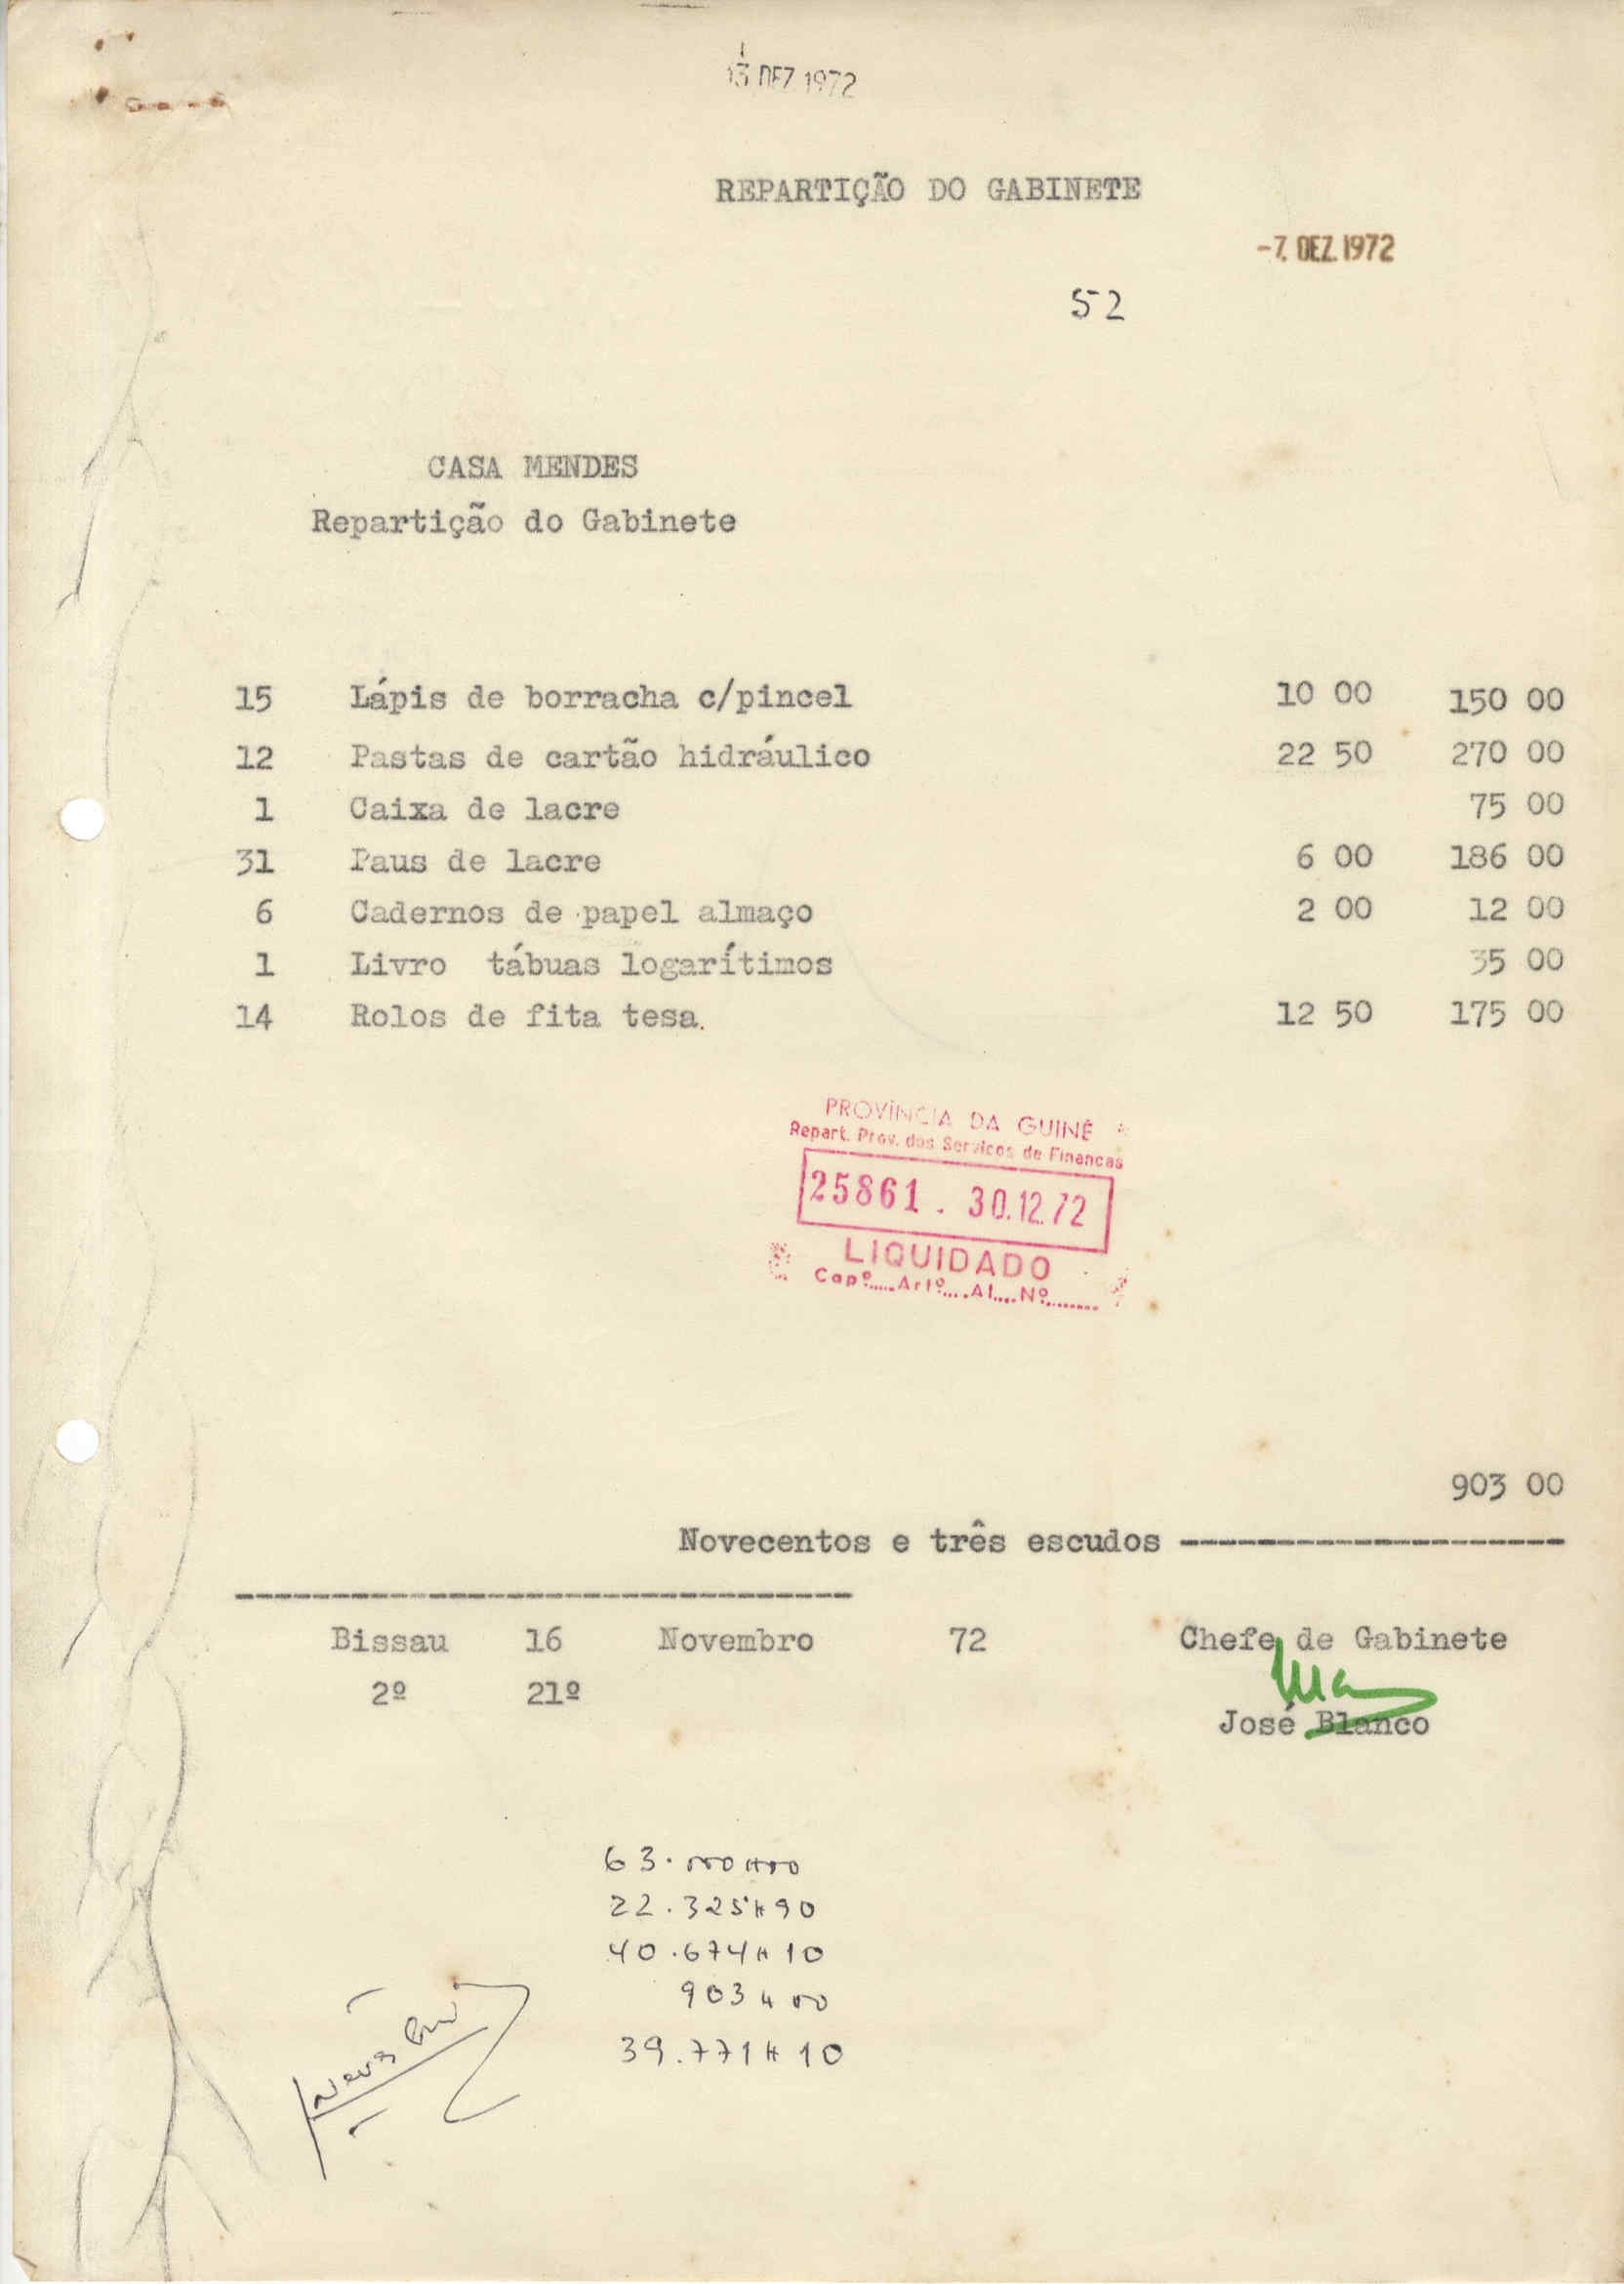 13 DEZ 1972
REPARTIÇÃO DO GABINETE
-7. DEZ. 1972
52
CASA MENDES
Repartição do Gabinete
15 Lápis de borracha c/pincel 10 00 150 00
12 Pastas de cartão hidráulico 22 50 270 00
1 Caixa de lacre 75 00
31 Paus de lacre 6 00 186 00
6 Cadernos de papel almaço 2 00 12 00
1 Livro tábuas logarítimos 35 00
14 Rolos de fita tesa. 12 50 175 00
PROVÍNCIA DA GUINÉ
Repart. Prov. dos Servicos de Financas
25861 . 30.12.72
LIQUIDADO
Capº.....Artº.....Al....Nº........
903 00
Novecentos e três escudos --------------------
--------------------------------
Bissau 16 Novembro 72 Chefe de Gabinete
2º 21º
José Blanco
63.000$00
22.325$90
40.674$10
903$00
39.771$10